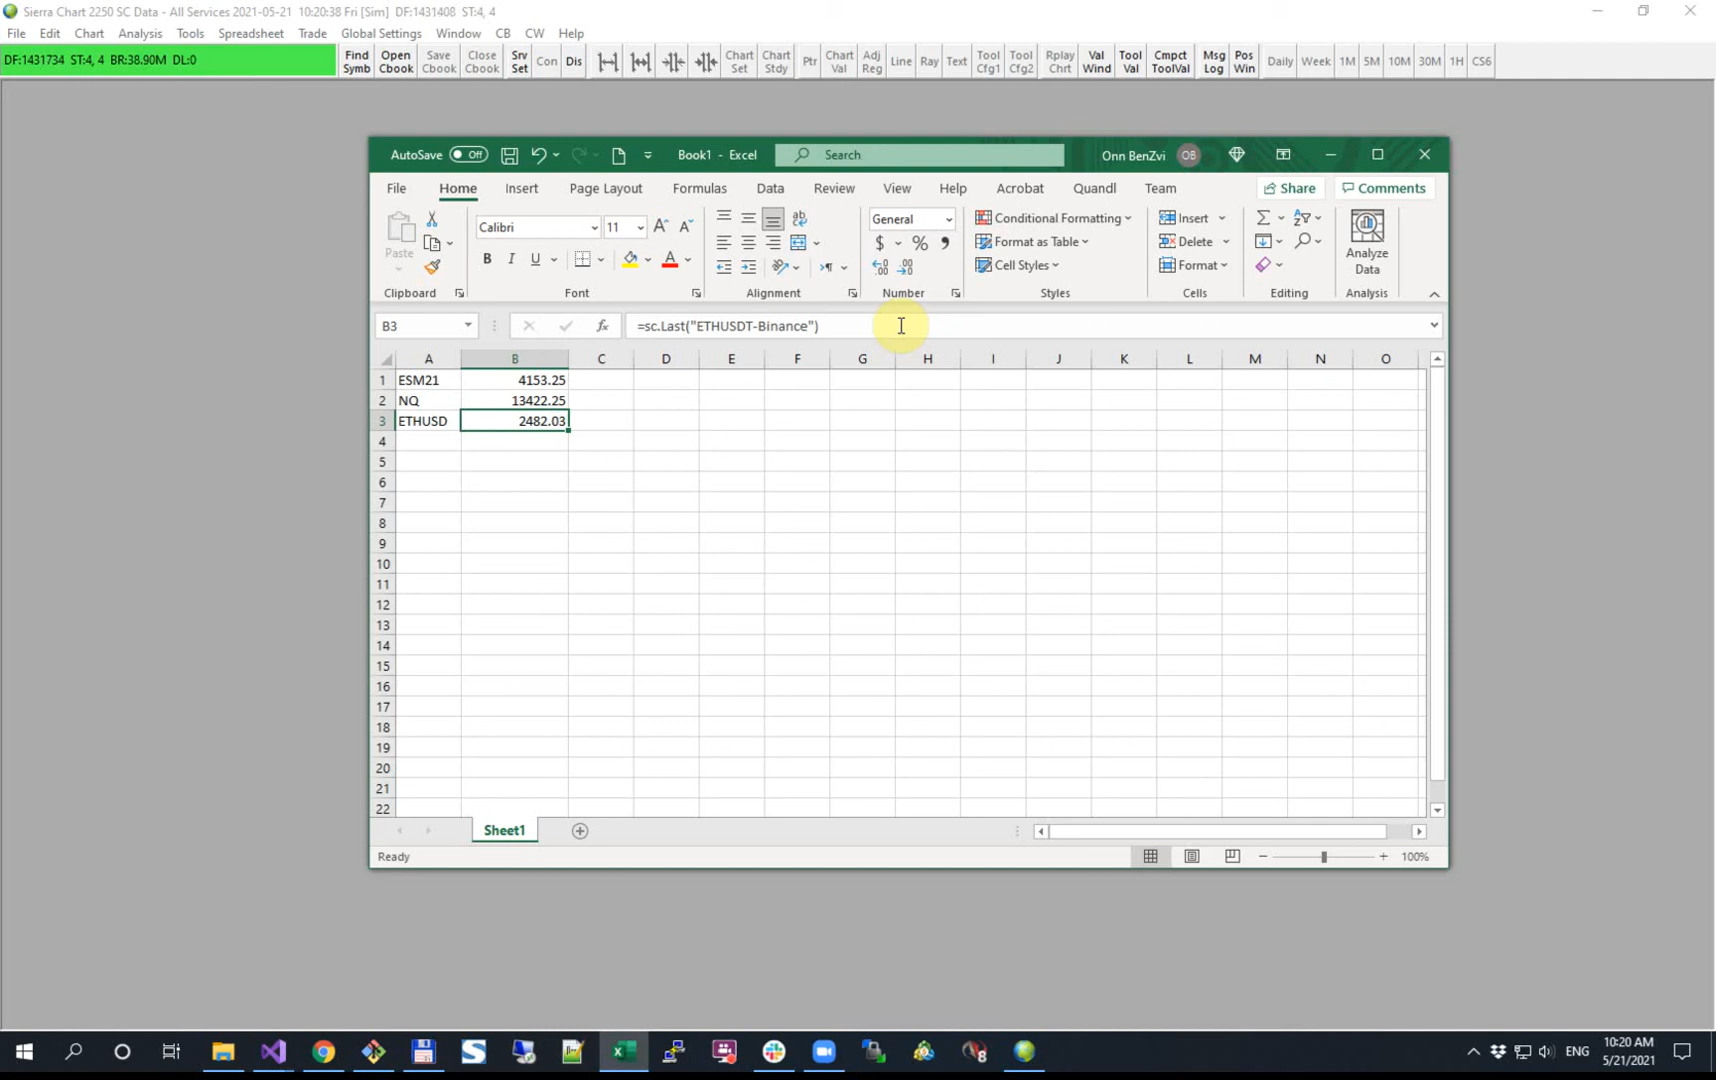 Sierra Chart 2250 SC Data - All Services 2021-05-21 10:20:38 Fri [Sim] DF:1431408 ST:4, 4
File Edit Chart Analysis Tools Spreadsheet Trade Global Settings Window CB CW Help
DF:1431734 ST:4, 4 BR:38.90M DL:0
Find Symb Open Cbook Save Cbook Close Cbook Srv Set Con Dis Chart Set Chart Stdy Ptr Chart Val Adj Reg Line Ray Text Tool Cfg1 Tool Cfg2 Rplay Chrt Val Wind Tool Val Cmpct ToolVal Msg Log Pos Win Daily Week 1M 5M 10M 30M 1H CS6
AutoSave Off Book1 - Excel Search Onn BenZvi OB
File Home Insert Page Layout Formulas Data Review View Help Acrobat Quandl Team Share Comments
Paste Calibri 11 General Conditional Formatting Insert
Format as Table Delete
Cell Styles Format Analyze Data
Clipboard Font Alignment Number Styles Cells Editing Analysis
B3 fx =sc.Last("ETHUSDT-Binance")
A B C D E F G H I J K L M N O
1 ESM21 4153.25
2 NQ 13422.25
3 ETHUSD 2482.03
4
5
6
7
8
9
10
11
12
13
14
15
16
17
18
19
20
21
22
Sheet1
Ready 100%
ENG 10:20 AM
5/21/2021